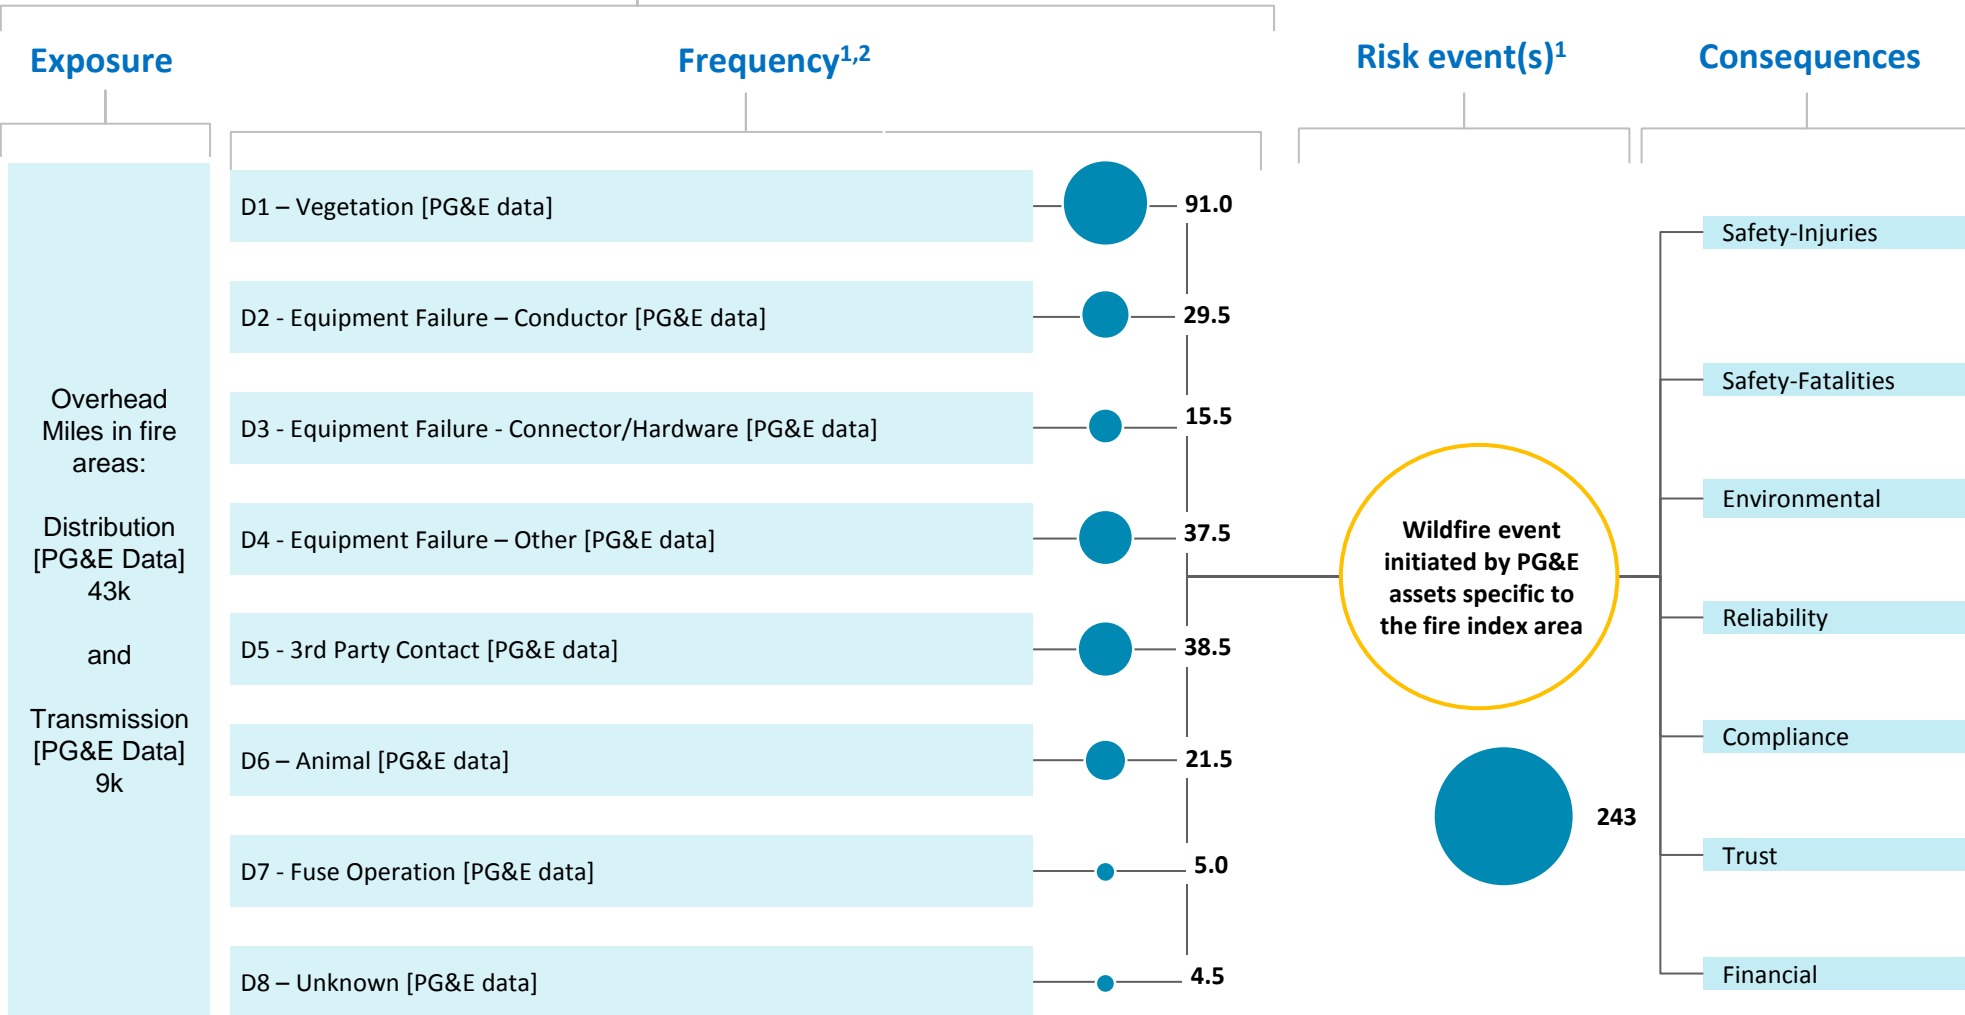 Exposure
Frequency1,2
Risk event(s)1
Consequences
Overhead
Miles in fire
areas:
Distribution
[PG&E Data]
43k
and
Transmission
[PG&E Data]
9k
D1 – Vegetation [PG&E data]
91.0
D2 - Equipment Failure – Conductor [PG&E data]
29.5
D3 - Equipment Failure - Connector/Hardware [PG&E data]
15.5
D4 - Equipment Failure – Other [PG&E data]
37.5
D5 - 3rd Party Contact [PG&E data]
38.5
D6 – Animal [PG&E data]
21.5
D7 - Fuse Operation [PG&E data]
5.0
D8 – Unknown [PG&E data]
4.5
Wildfire event
initiated by PG&E
assets specific to
the fire index area
243
Safety-Injuries
Safety-Fatalities
Environmental
Reliability
Compliance
Trust
Financial